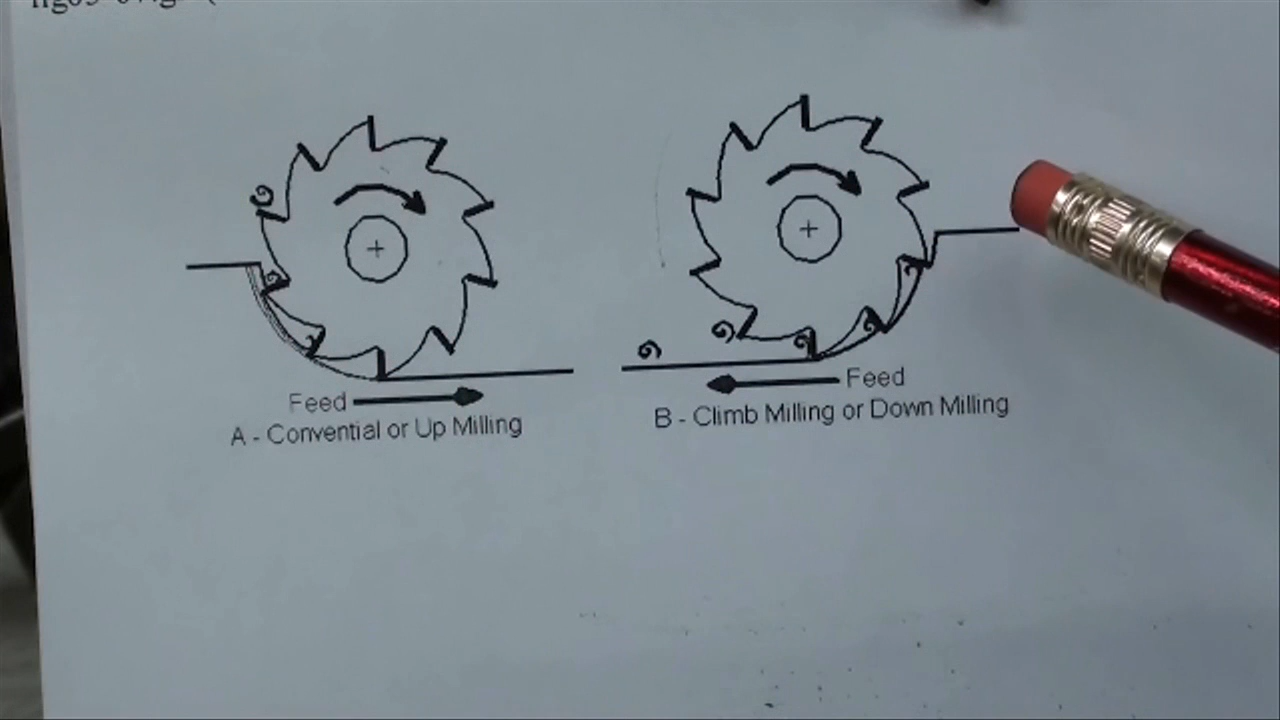 Feed
A - Convential or Up Milling
Feed
B - Climb Milling or Down Milling